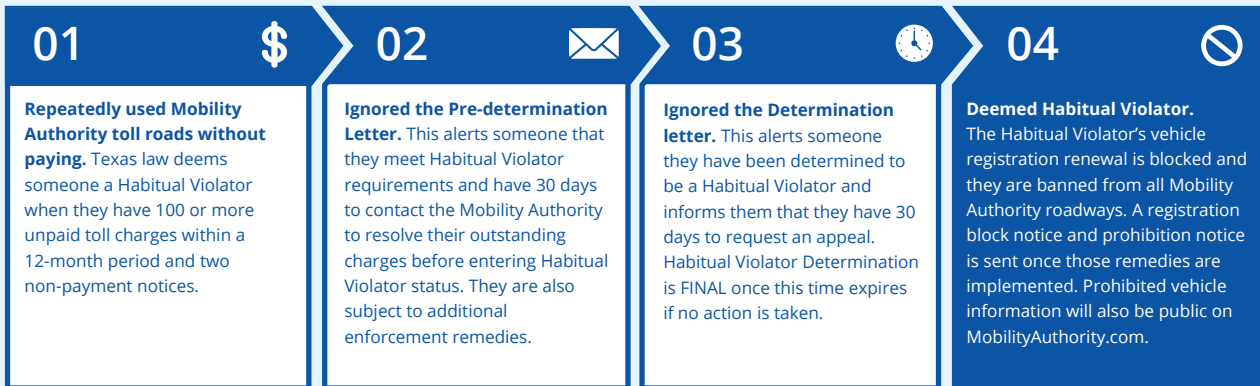 01
Repeatedly used Mobility
Authority toll roads without
paying. Texas law deems
someone a Habitual Violator
when they have 100 or more
unpaid toll charges within a
12-month period and two
non-payment notices.
02
Ignored the Pre-determination
Letter. This alerts someone that
they meet Habitual Violator
requirements and have 30 days
to contact the Mobility Authority
to resolve their outstanding
charges before entering Habitual
Violator status. They are also
subject to additional
enforcement remedies.
03
Ignored the Determination
letter. This alerts someone
they have been determined to
be a Habitual Violator and
informs them that they have 30
days to request an appeal.
Habitual Violator Determination
is FINAL once this time expires
if no action is taken.
04
Deemed Habitual Violator.
The Habitual Violator’s vehicle
registration renewal is blocked and
they are banned from all Mobility
Authority roadways. A registration
block notice and prohibition notice
is sent once those remedies are
implemented. Prohibited vehicle
information will also be public on
MobilityAuthority.com.